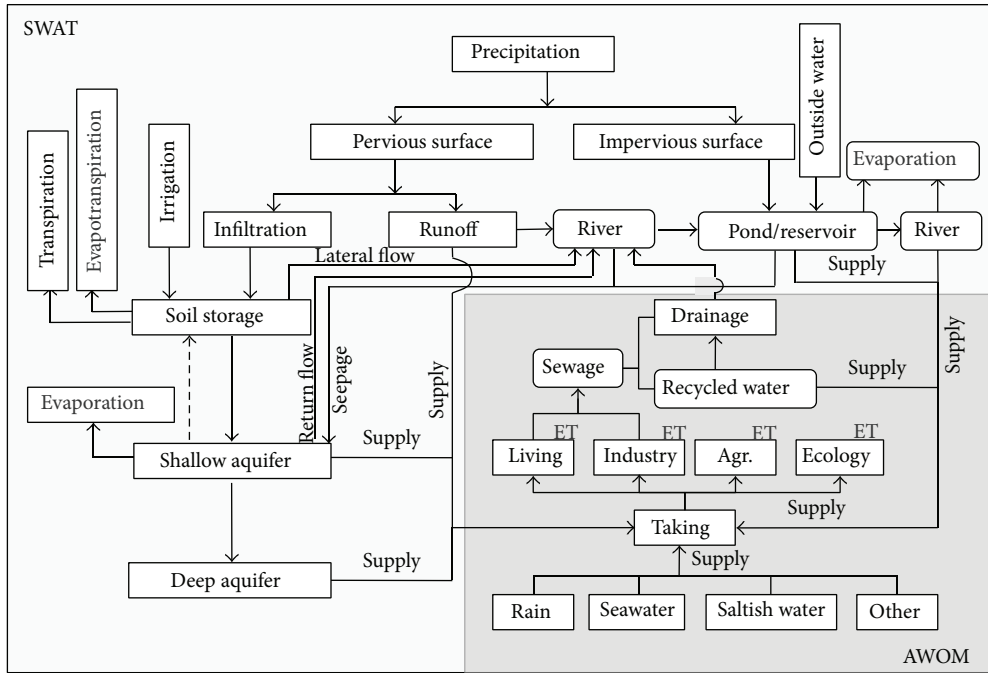 SWAT
Precipitation
Outside water
Pervious surface
Impervious surface
Evaporation
Transpiration
Evapotranspiration
Irrigation
Infiltration
Runoff
River
Pond/reservoir
River
Lateral flow
Supply
Soil storage
Drainage
Return flow
Seepage
Supply
Supply
Sewage
Recycled water
Supply
Evaporation
ET
ET
ET
ET
Shallow aquifer
Supply
Living
Industry
Agr.
Ecology
Supply
Taking
Deep aquifer
Supply
Supply
Rain
Seawater
Saltish water
Other
AWOM